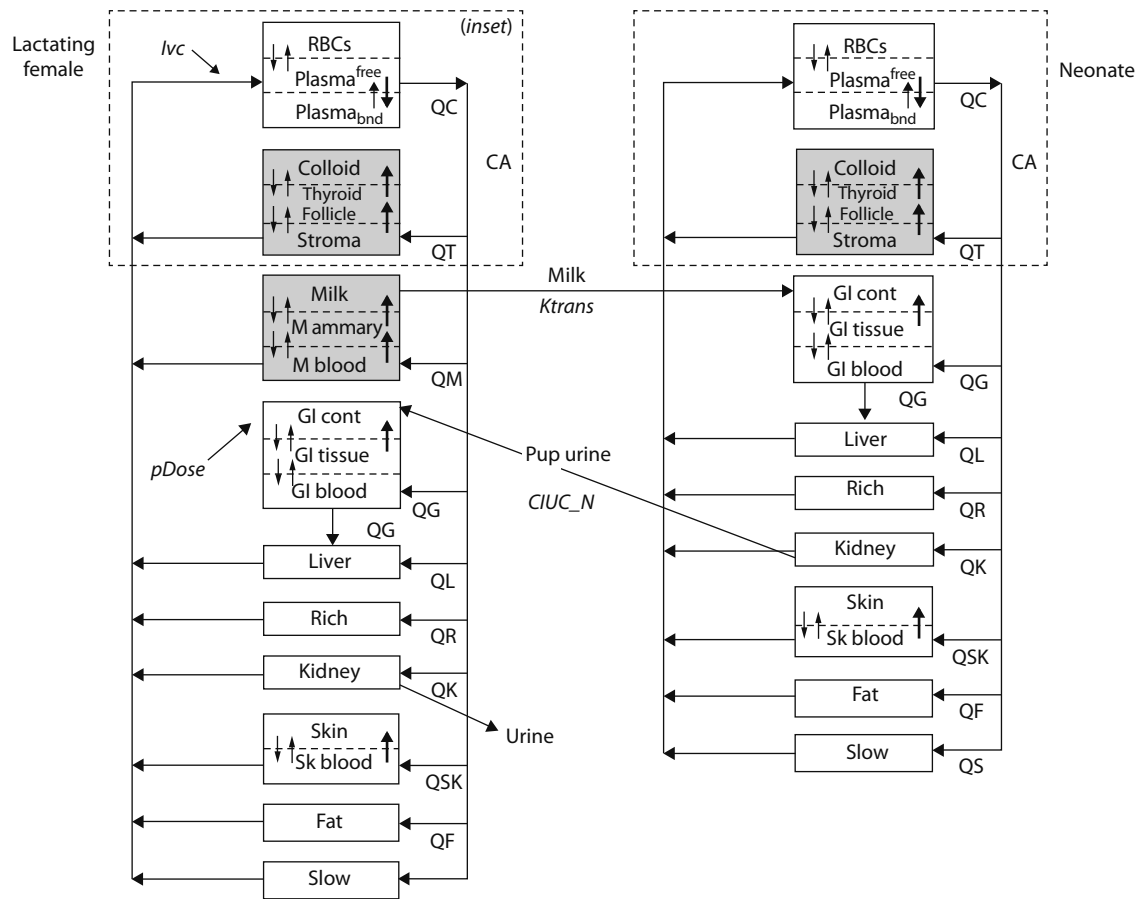 Lactating
female
Ivc
(inset)
RBCs
Plasma^free
Plasma_bnd
QC
CA
Colloid
Thyroid
Follicle
Stroma
QT
Milk
M ammary
M blood
QM
GI cont
GI tissue
GI blood
QG
QG
pDose
Liver
QL
Rich
QR
Kidney
QK
Urine
Skin
Sk blood
QSK
Fat
QF
Slow
Milk
Ktrans
Pup urine
CIUC_N
Neonate
RBCs
Plasma^free
Plasma_bnd
QC
CA
Colloid
Thyroid
Follicle
Stroma
QT
GI cont
GI tissue
GI blood
QG
QG
Liver
QL
Rich
QR
Kidney
QK
Skin
Sk blood
QSK
Fat
QF
Slow
QS